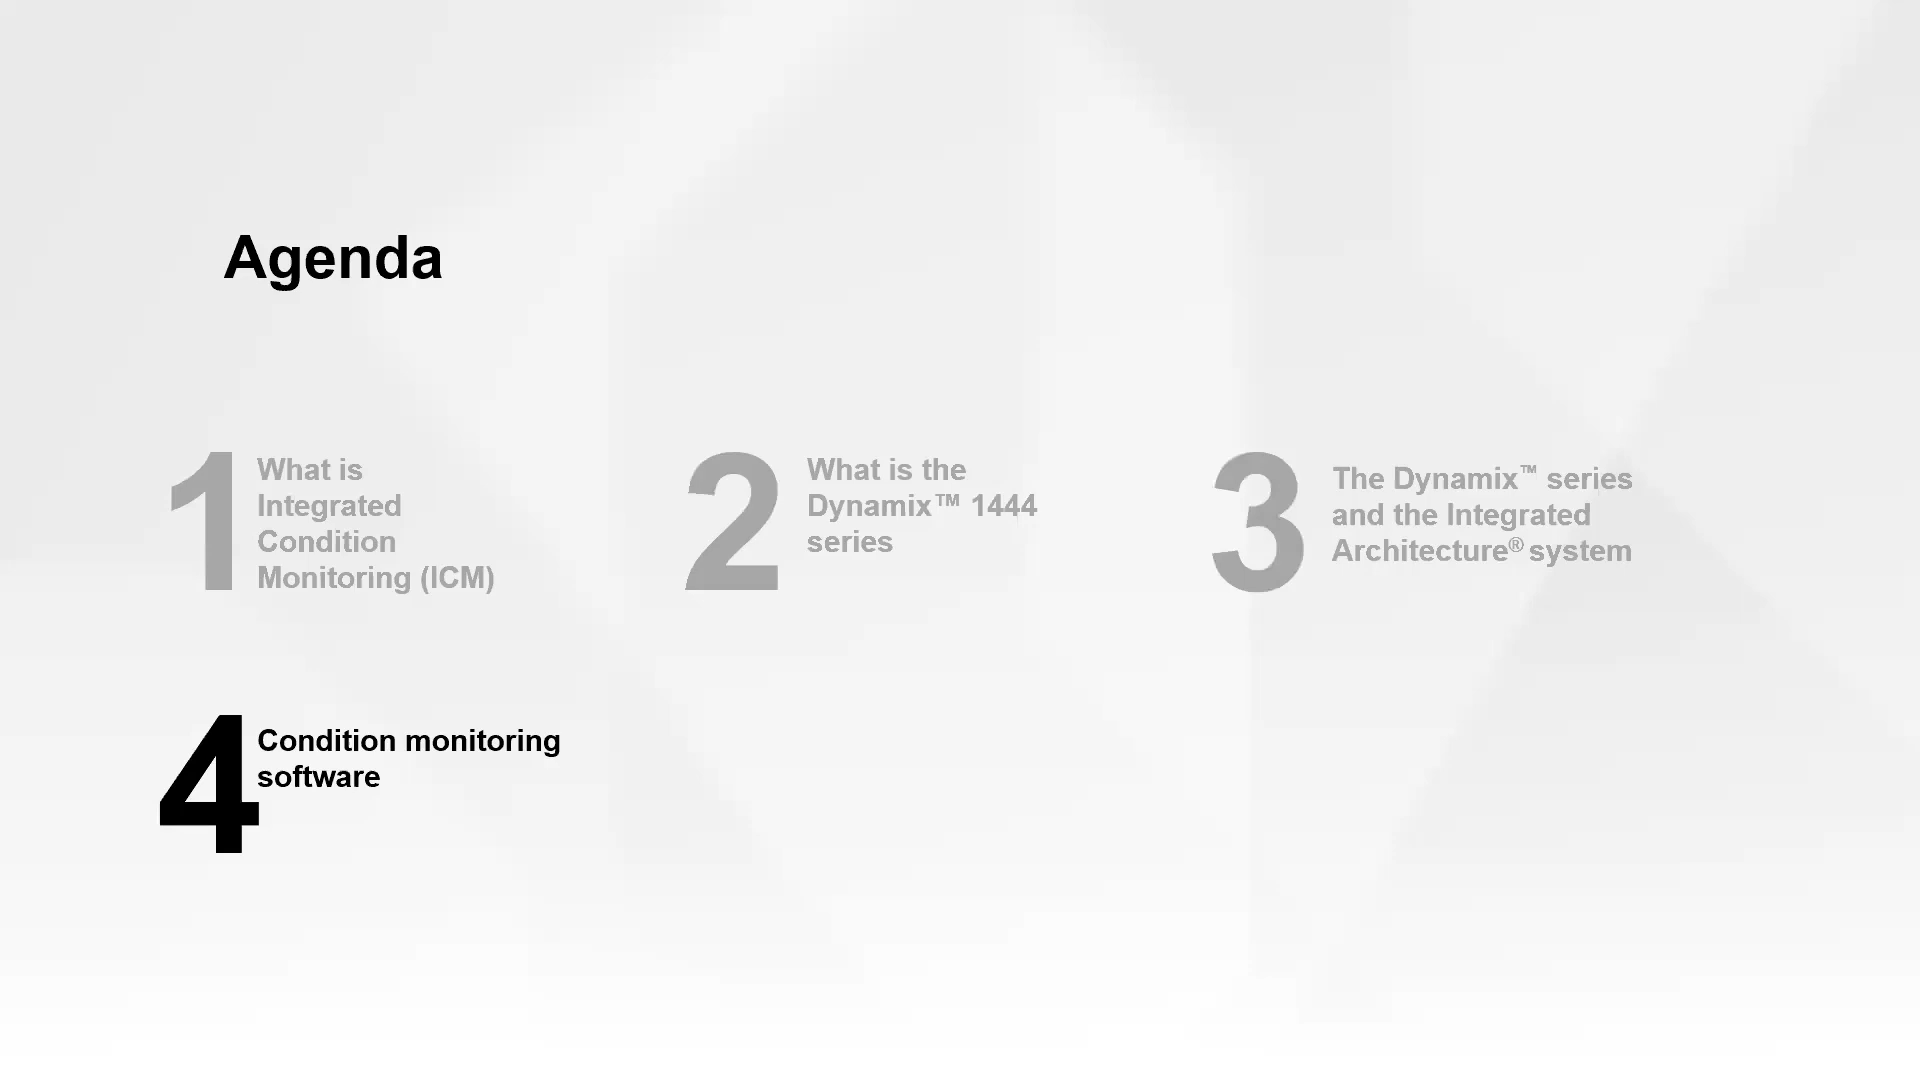 Agenda
1
What is
Integrated
Condition
Monitoring (ICM)
2
What is the
Dynamix™ 1444
series
3
The Dynamix™ series
and the Integrated
Architecture® system
4
Condition monitoring
software